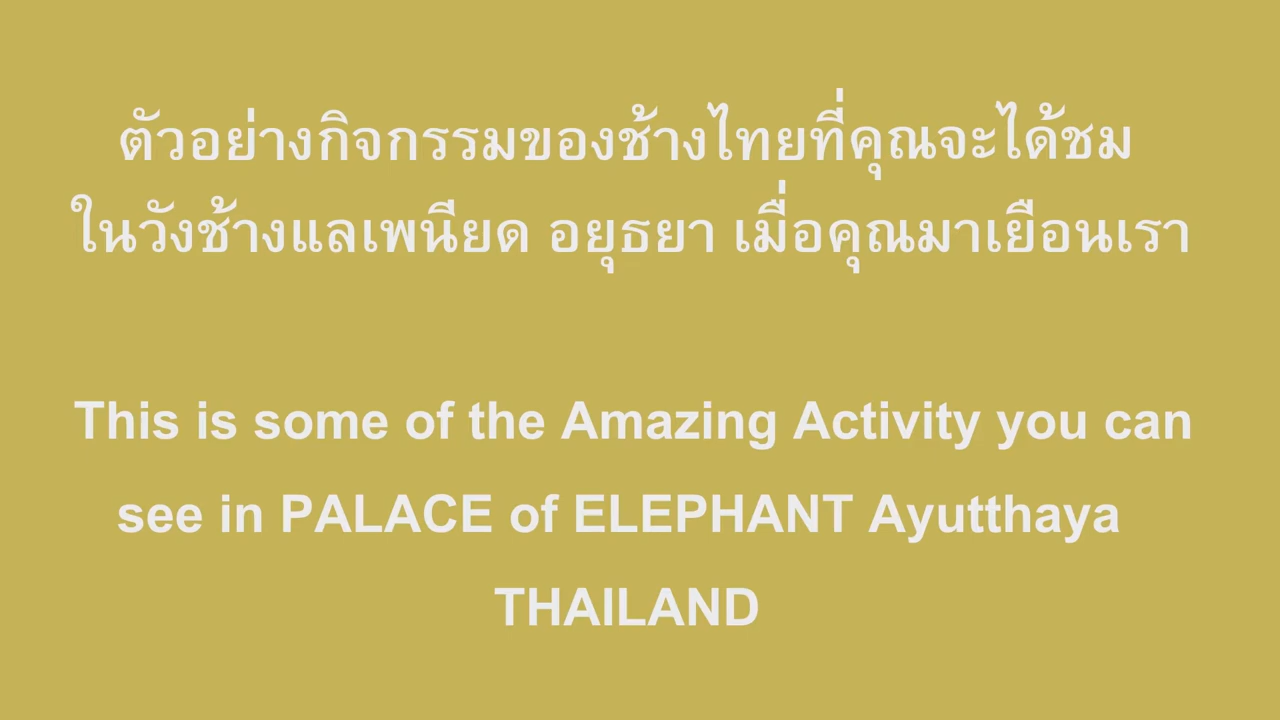 ตัวอย่างกิจกรรมของช้างไทยที่คุณจะได้ชม
ในวังช้างแลเพนียด อยุธยา เมื่อคุณมาเยือนเรา
This is some of the Amazing Activity you can
see in PALACE of ELEPHANT Ayutthaya
THAILAND